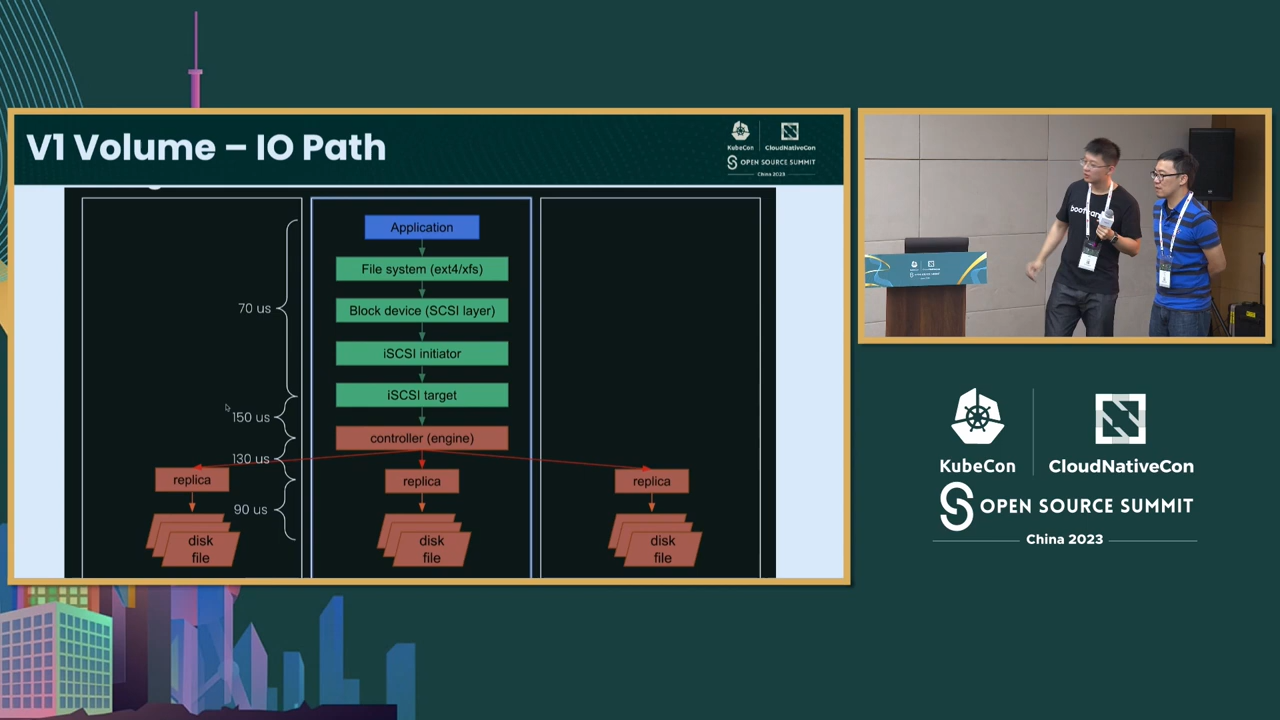 V1 Volume – IO Path
KubeCon
CloudNativeCon
OPEN SOURCE SUMMIT
China 2023
Application
File system (ext4/xfs)
Block device (SCSI layer)
iSCSI initiator
iSCSI target
controller (engine)
70 us
150 us
130 us
90 us
replica
replica
replica
disk
file
disk
file
disk
file
KubeCon
CloudNativeCon
OPEN SOURCE SUMMIT
China 2023